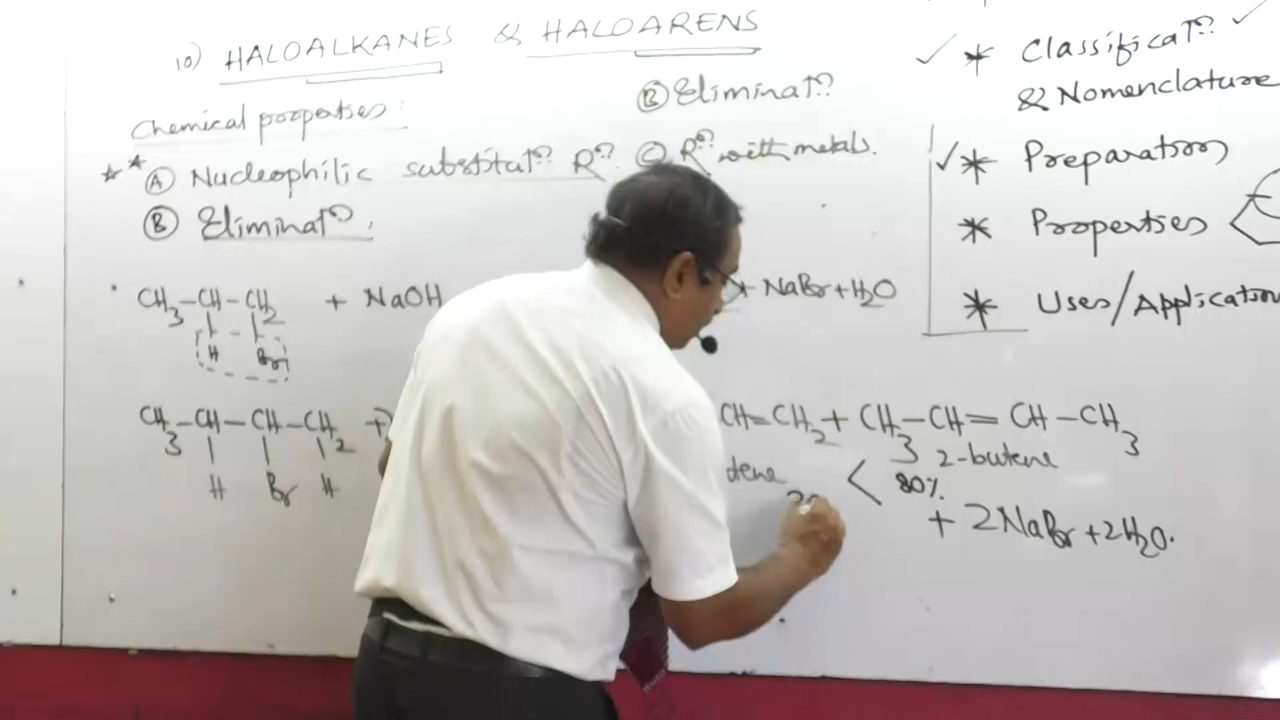 10) HALOALKANES & HALOARENS
Chemical properties:
** Ⓐ Nucleophilic substitut? R?
Ⓑ Eliminat?
CH3-CH-CH2 + NaOH
H Br
CH3-CH-CH-CH2 +
H Br H
Ⓑ Eliminat?
Ⓒ R? with metals.
+ NaBr+H2O
CH=CH2 + CH3-CH=CH-CH3
2-butene
< 80%
+ 2NaBr+2H2O.
✓ * Classificat? ✓
& Nomenclature
✓ * Preparation
* Properties
* Uses/Application